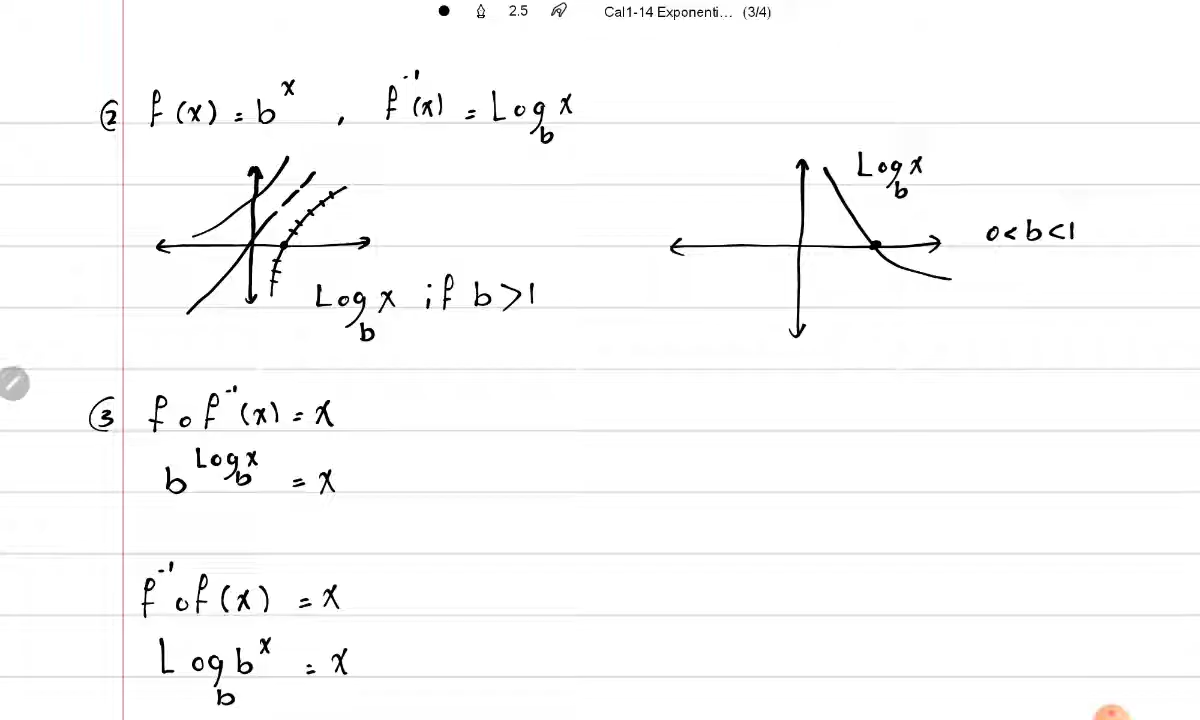 2.5 Cal1-14 Exponenti... (3/4)
② f(x) = b^x , f^-1(x) = Log_b x
Log_b x
0<b<1
Log_b x if b>1
③ f o f^-1(x) = x
b^Log_b x = x
f^-1 o f(x) = x
Log_b b^x = x